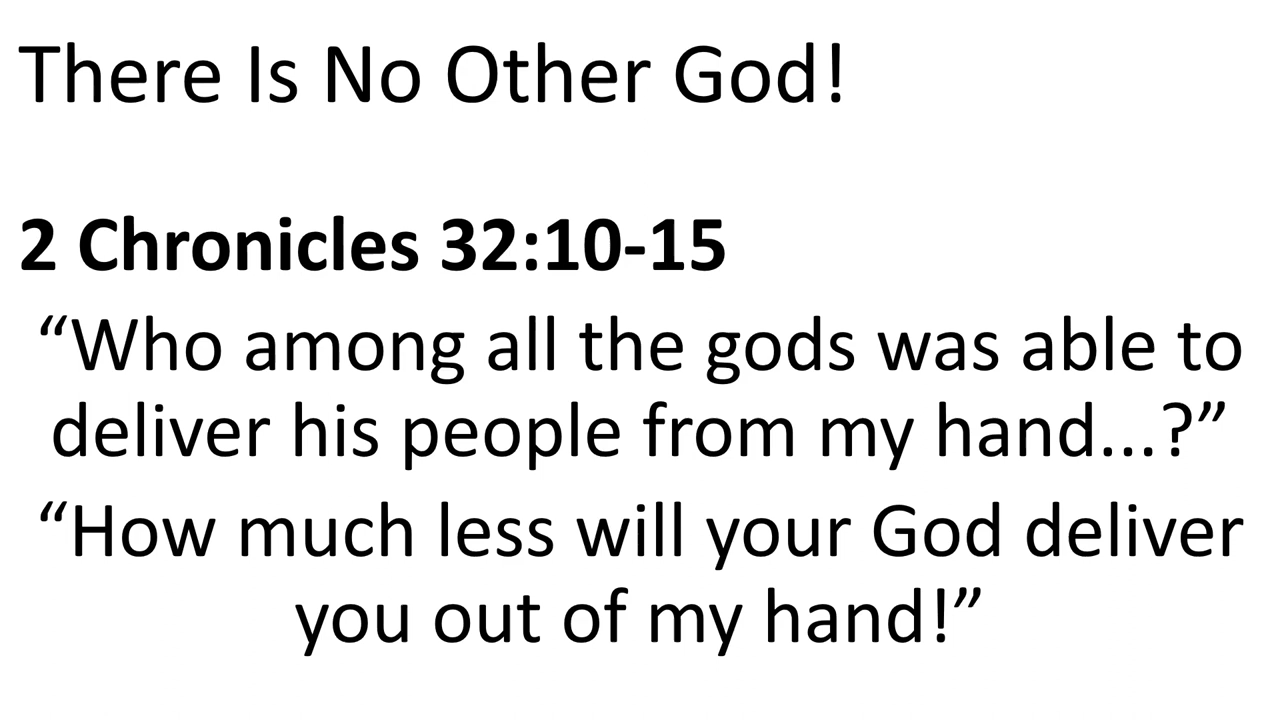 There Is No Other God!
2 Chronicles 32:10-15
“Who among all the gods was able to
deliver his people from my hand...?”
“How much less will your God deliver
you out of my hand!”